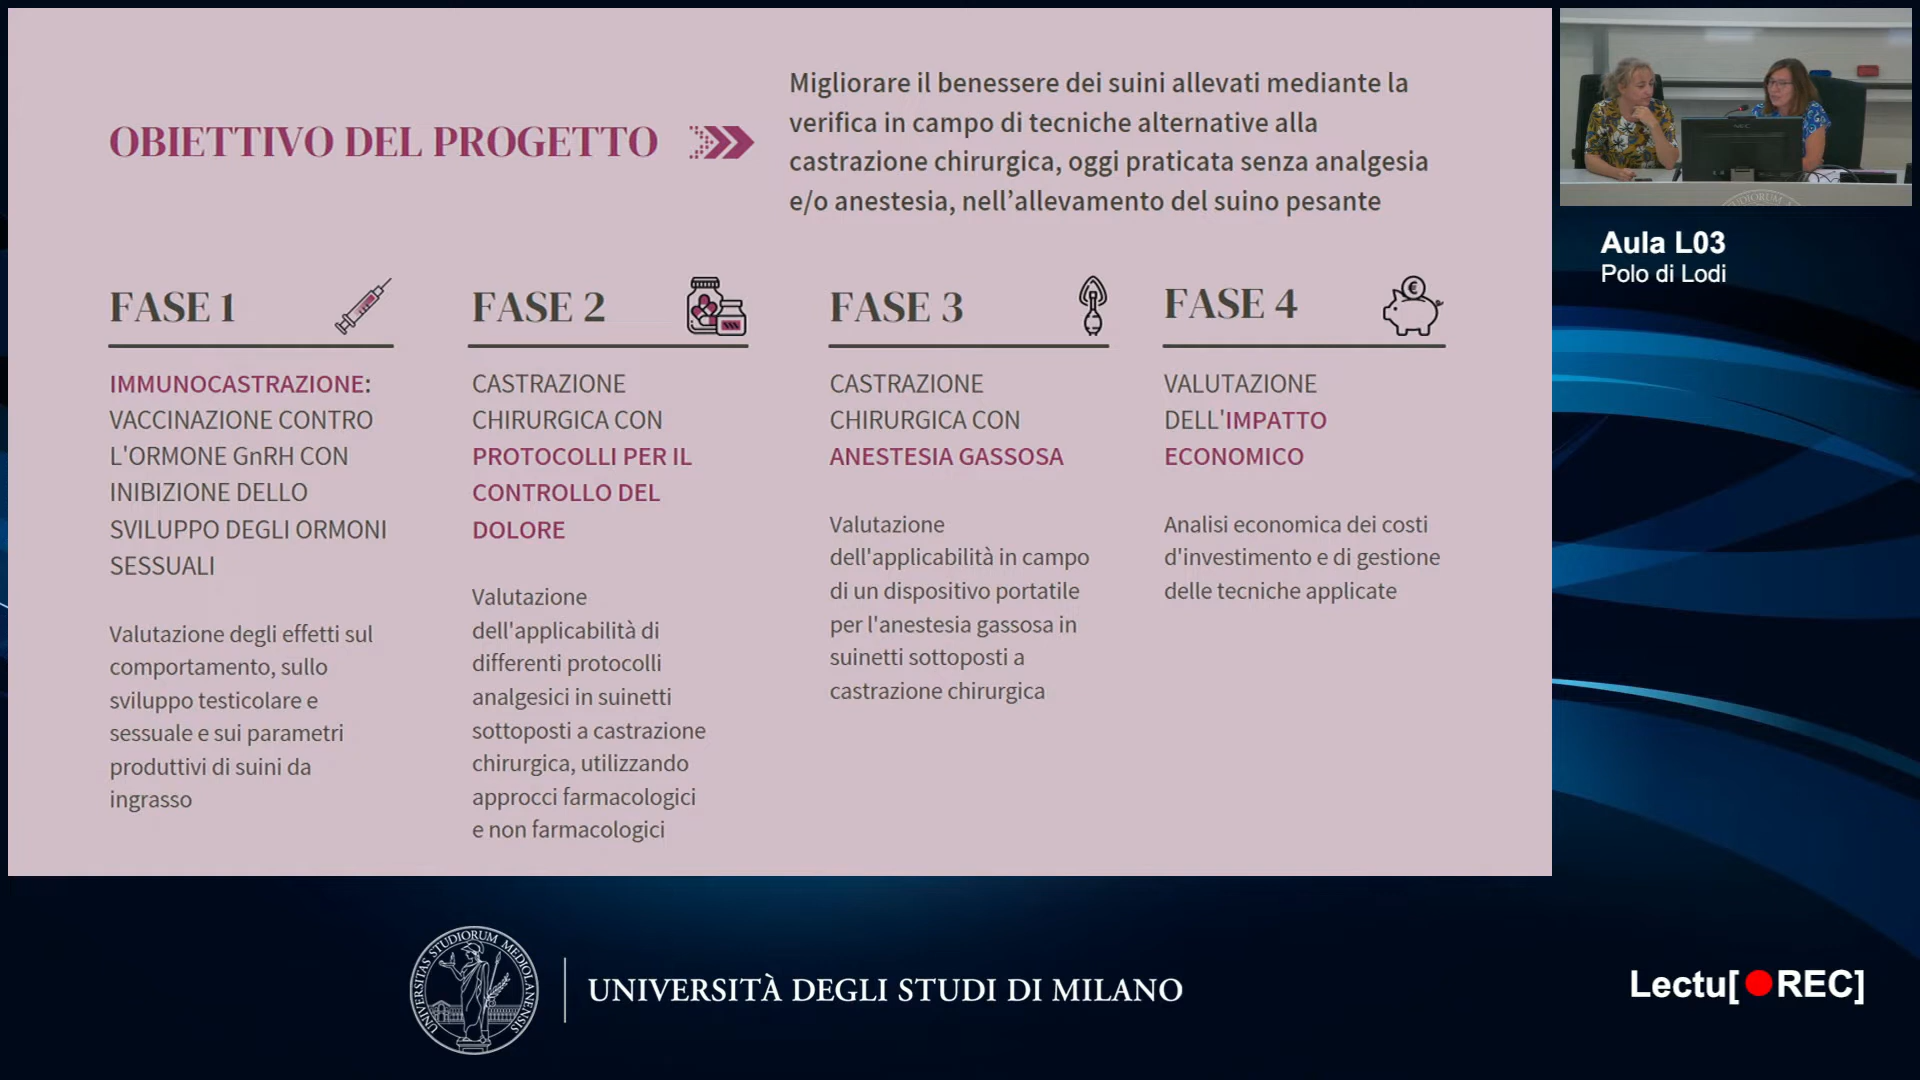 OBIETTIVO DEL PROGETTO
Migliorare il benessere dei suini allevati mediante la
verifica in campo di tecniche alternative alla
castrazione chirurgica, oggi praticata senza analgesia
e/o anestesia, nell’allevamento del suino pesante
FASE 1
IMMUNOCASTRAZIONE:
VACCINAZIONE CONTRO
L'ORMONE GnRH CON
INIBIZIONE DELLO
SVILUPPO DEGLI ORMONI
SESSUALI
Valutazione degli effetti sul
comportamento, sullo
sviluppo testicolare e
sessuale e sui parametri
produttivi di suini da
ingrasso
FASE 2
CASTRAZIONE
CHIRURGICA CON
PROTOCOLLI PER IL
CONTROLLO DEL
DOLORE
Valutazione
dell'applicabilità di
differenti protocolli
analgesici in suinetti
sottoposti a castrazione
chirurgica, utilizzando
approcci farmacologici
e non farmacologici
FASE 3
CASTRAZIONE
CHIRURGICA CON
ANESTESIA GASSOSA
Valutazione
dell'applicabilità in campo
di un dispositivo portatile
per l'anestesia gassosa in
suinetti sottoposti a
castrazione chirurgica
FASE 4
€
VALUTAZIONE
DELL'IMPATTO
ECONOMICO
Analisi economica dei costi
d'investimento e di gestione
delle tecniche applicate
NEC
Aula L03
Polo di Lodi
UNIVERSITAS STUDIORUM MEDIOLANENSIS
UNIVERSITÀ DEGLI STUDI DI MILANO
Lectu[REC]